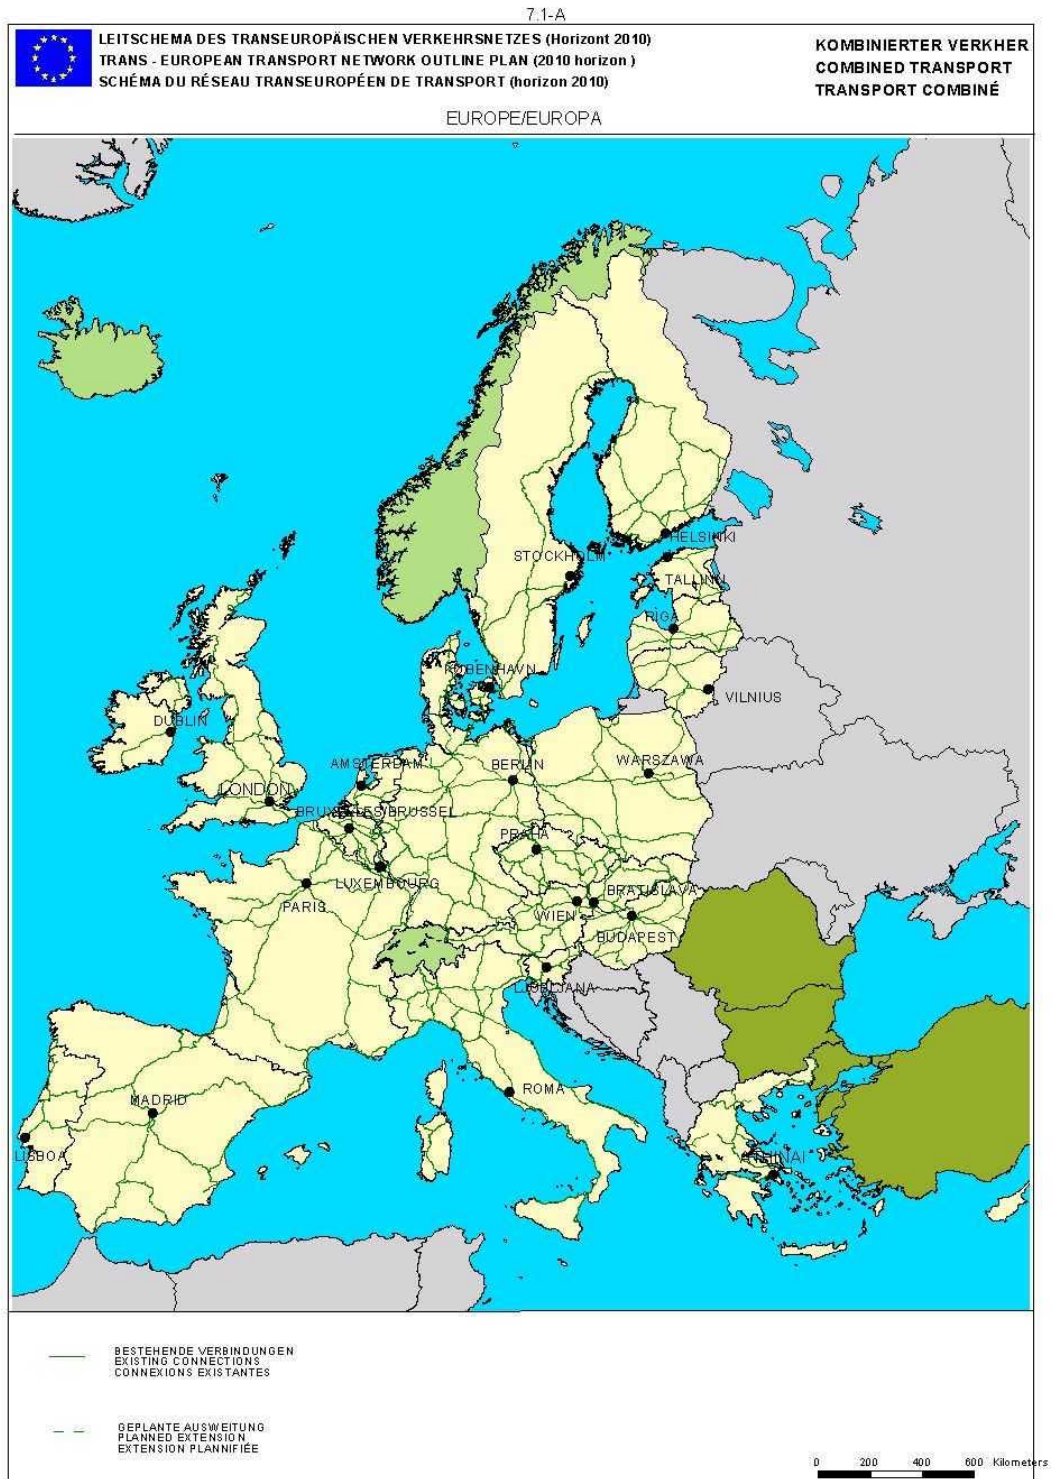 7.1-A
LEITSCHEMA DES TRANSEUROPÄISCHEN VERKEHRSNETZES (Horizont 2010)
TRANS - EUROPEAN TRANSPORT NETWORK OUTLINE PLAN (2010 horizon )
SCHÉMA DU RÉSEAU TRANSEUROPÉEN DE TRANSPORT (horizon 2010)
KOMBINIERTER VERKHER
COMBINED TRANSPORT
TRANSPORT COMBINÉ
EUROPE/EUROPA
HELSINKI
STOCKHOLM
TALLINN
RIGA
KØBENHAVN
VILNIUS
DUBLIN
AMSTERDAM
BERLIN
WARSZAWA
LONDON
BRUXELLES/BRUSSEL
PRAHA
LUXEMBOURG
BRATISLAVA
PARIS
WIEN
BUDAPEST
LJUBLJANA
ROMA
MADRID
LISBOA
ATHINAI
BESTEHENDE VERBINDUNGEN
EXISTING CONNECTIONS
CONNEXIONS EXISTANTES
GEPLANTE AUSWEITUNG
PLANNED EXTENSION
EXTENSION PLANNIFIÉE
0 200 400 600 Kilometers